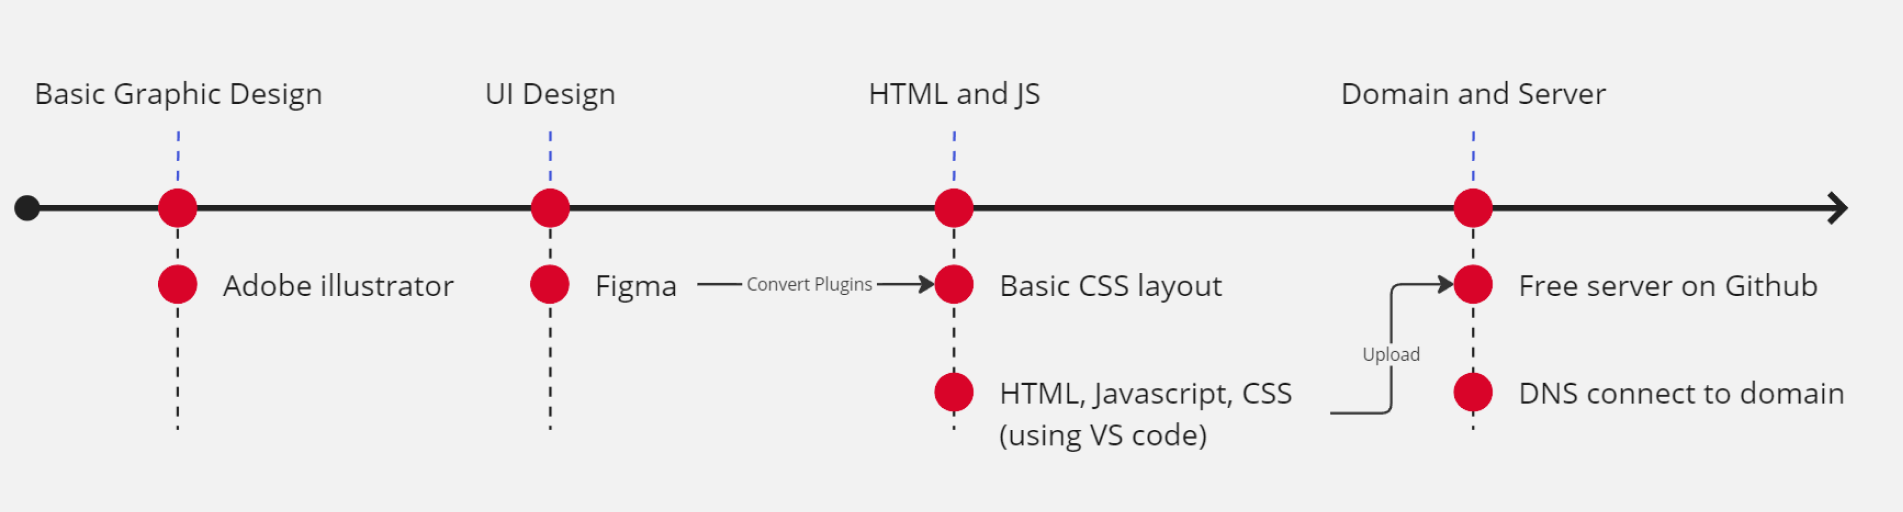 Basic Graphic Design
UI Design
HTML and JS
Domain and Server
Adobe illustrator
Figma
Convert Plugins
Basic CSS layout
Free server on Github
Upload
HTML, Javascript, CSS
(using VS code)
DNS connect to domain